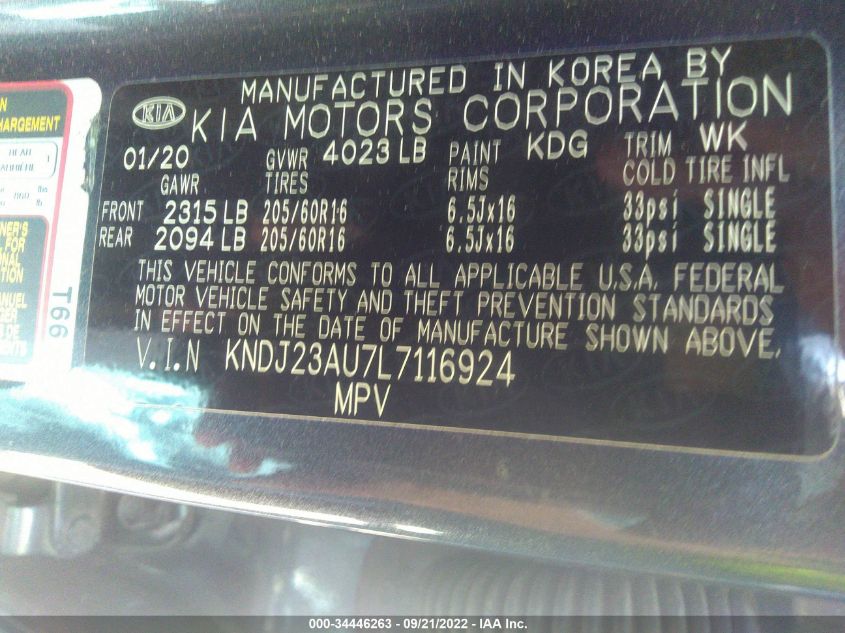 MANUFACTURED IN KOREA BY
KIA KIA MOTORS CORPORATION
01/20 GVWR 4023 LB PAINT KDG TRIM WK
GAWR TIRES RIMS COLD TIRE INFL
FRONT 2315 LB 205/60R16 6.5Jx16 33psi SINGLE
REAR 2094 LB 205/60R16 6.5Jx16 33psi SINGLE
THIS VEHICLE CONFORMS TO ALL APPLICABLE U.S.A. FEDERAL
MOTOR VEHICLE SAFETY AND THEFT PREVENTION STANDARDS
IN EFFECT ON THE DATE OF MANUFACTURE SHOWN ABOVE.
V.I.N KNDJ23AU7L7116924
MPV
T66
REAR
000-34446263 - 09/21/2022 - IAA Inc.